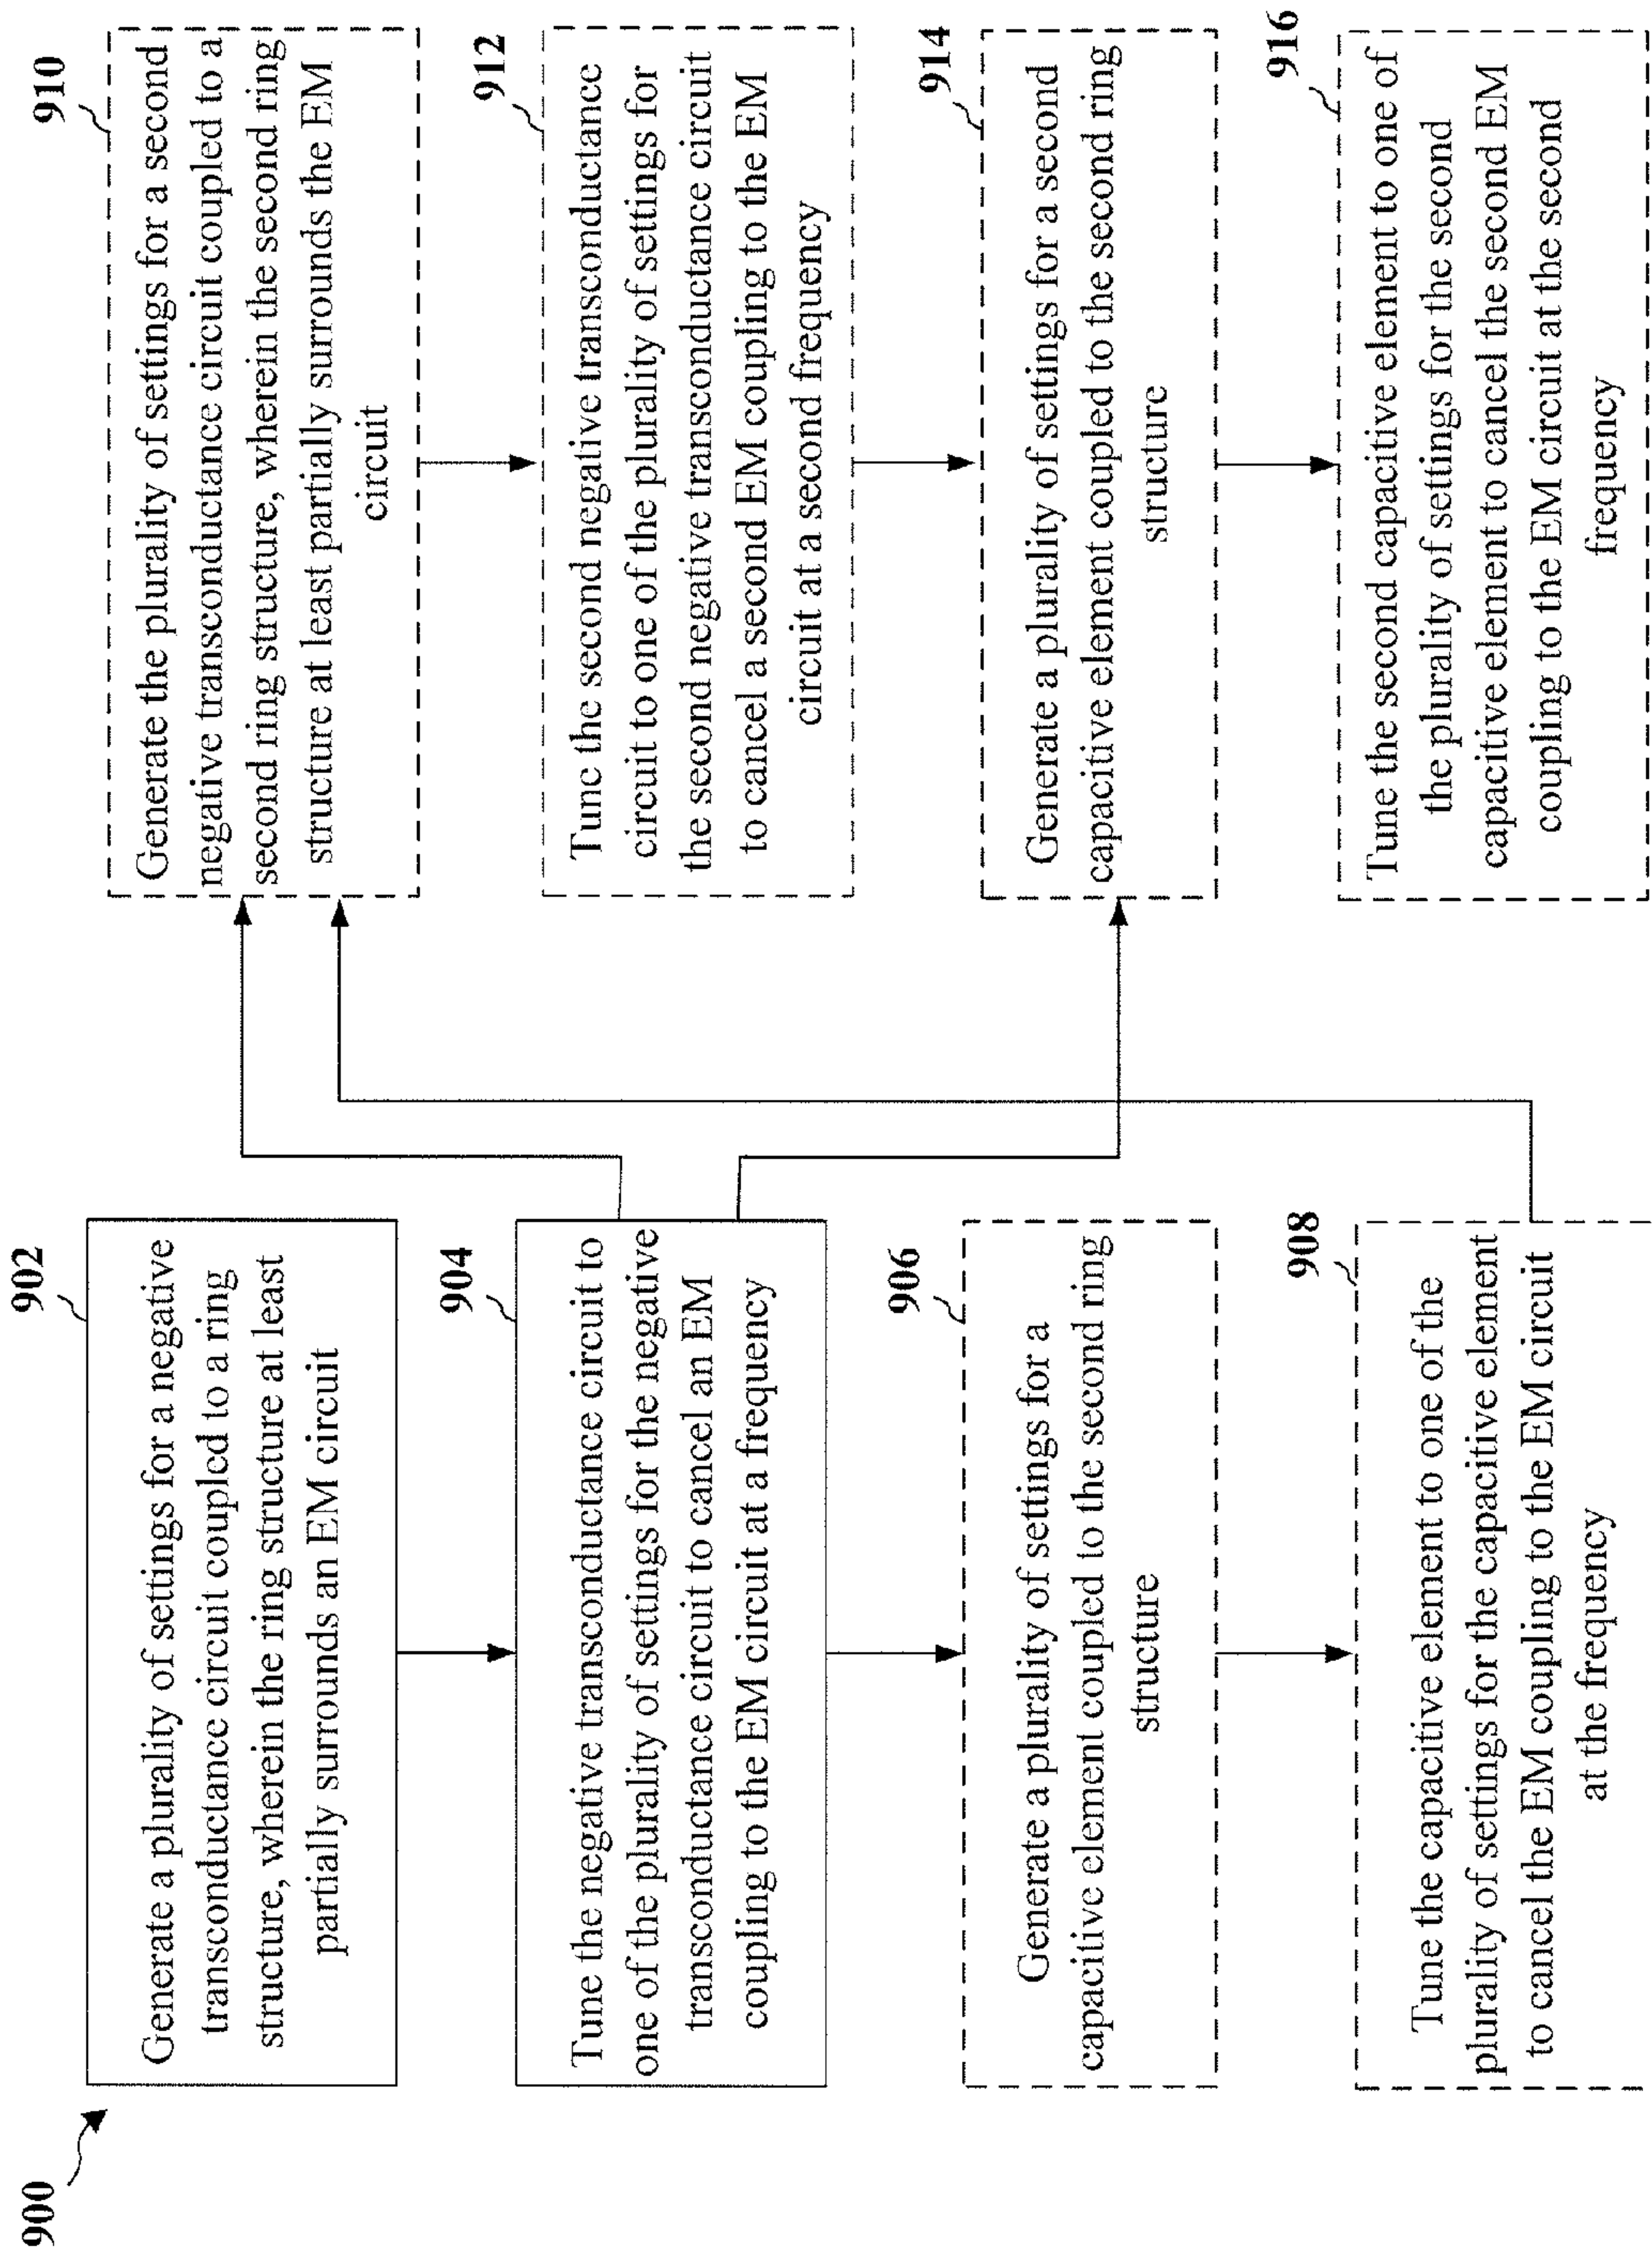 900
902
Generate a plurality of settings for a negative
transconductance circuit coupled to a ring
structure, wherein the ring structure at least
partially surrounds an EM circuit
904
Tune the negative transconductance circuit to
one of the plurality of settings for the negative
transconductance circuit to cancel an EM
coupling to the EM circuit at a frequency
906
Generate a plurality of settings for a
capacitive element coupled to the second ring
structure
908
Tune the capacitive element to one of the
plurality of settings for the capacitive element
to cancel the EM coupling to the EM circuit
at the frequency
910
Generate the plurality of settings for a second
negative transconductance circuit coupled to a
second ring structure, wherein the second ring
structure at least partially surrounds the EM
circuit
912
Tune the second negative transconductance
circuit to one of the plurality of settings for
the second negative transconductance circuit
to cancel a second EM coupling to the EM
circuit at a second frequency
914
Generate a plurality of settings for a second
capacitive element coupled to the second ring
structure
916
Tune the second capacitive element to one of
the plurality of settings for the second
capacitive element to cancel the second EM
coupling to the EM circuit at the second
frequency